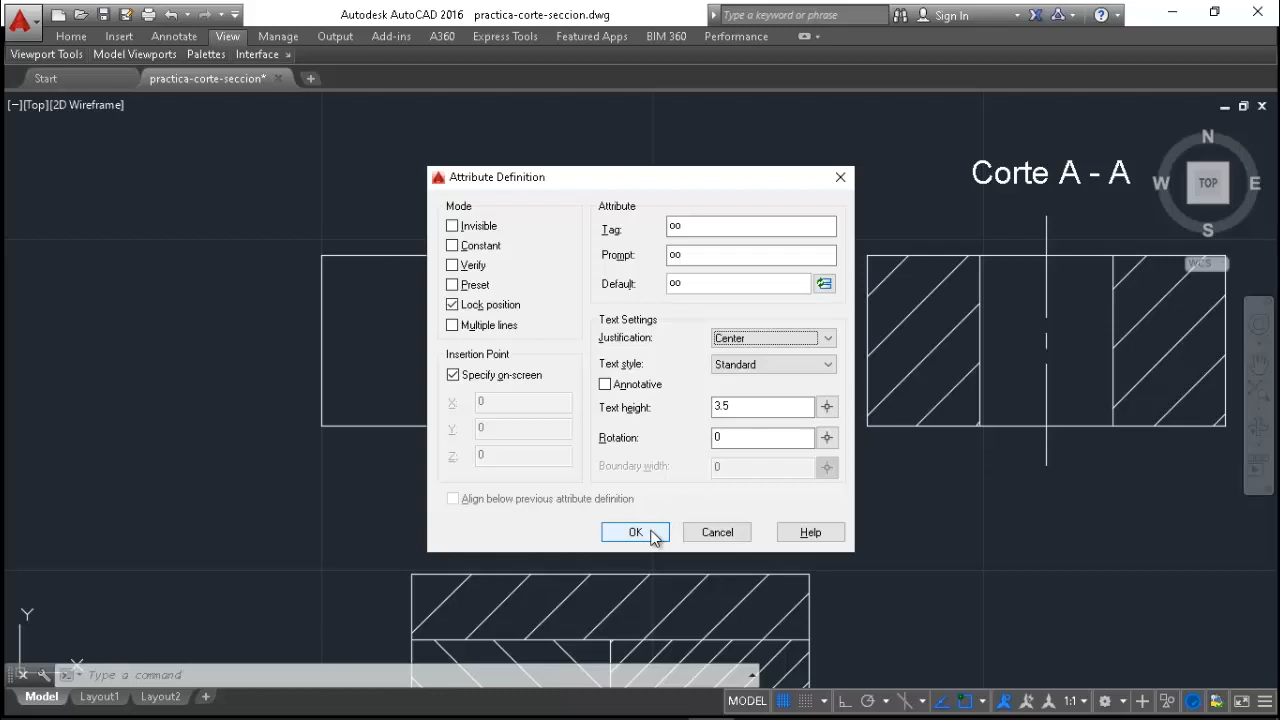 Autodesk AutoCAD 2016 practica-corte-seccion.dwg
Type a keyword or phrase
Sign In
Home Insert Annotate View Manage Output Add-ins A360 Express Tools Featured Apps BIM 360 Performance
Viewport Tools Model Viewports Palettes Interface
Start practica-corte-seccion*
[−][Top][2D Wireframe]
Corte A - A
N
W TOP E
S
WCS
Attribute Definition
Mode
Invisible
Constant
Verify
Preset
Lock position
Multiple lines
Insertion Point
Specify on-screen
X: 0
Y: 0
Z: 0
Align below previous attribute definition
Attribute
Tag: oo
Prompt: oo
Default: oo
Text Settings
Justification: Center
Text style: Standard
Annotative
Text height: 3.5
Rotation: 0
Boundary width: 0
OK Cancel Help
Y
X
Type a command
Model Layout1 Layout2
MODEL 1:1